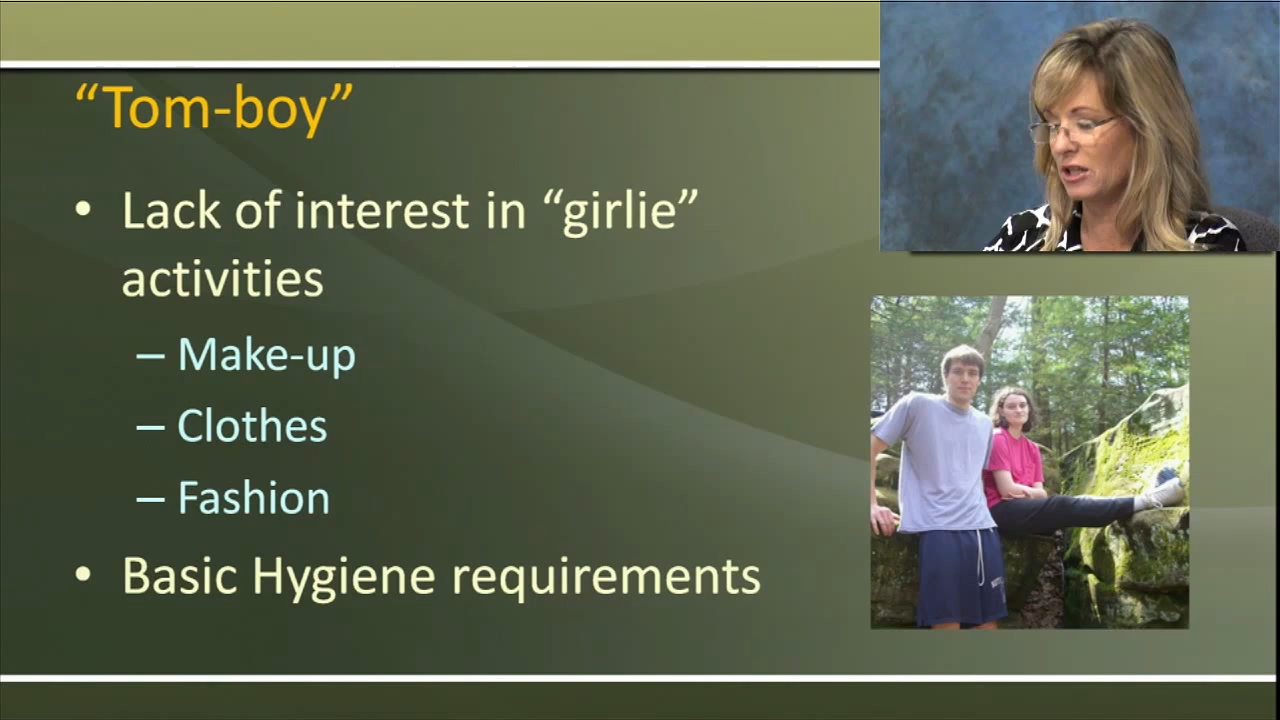 “Tom-boy”
• Lack of interest in “girlie”
activities
– Make-up
– Clothes
– Fashion
• Basic Hygiene requirements